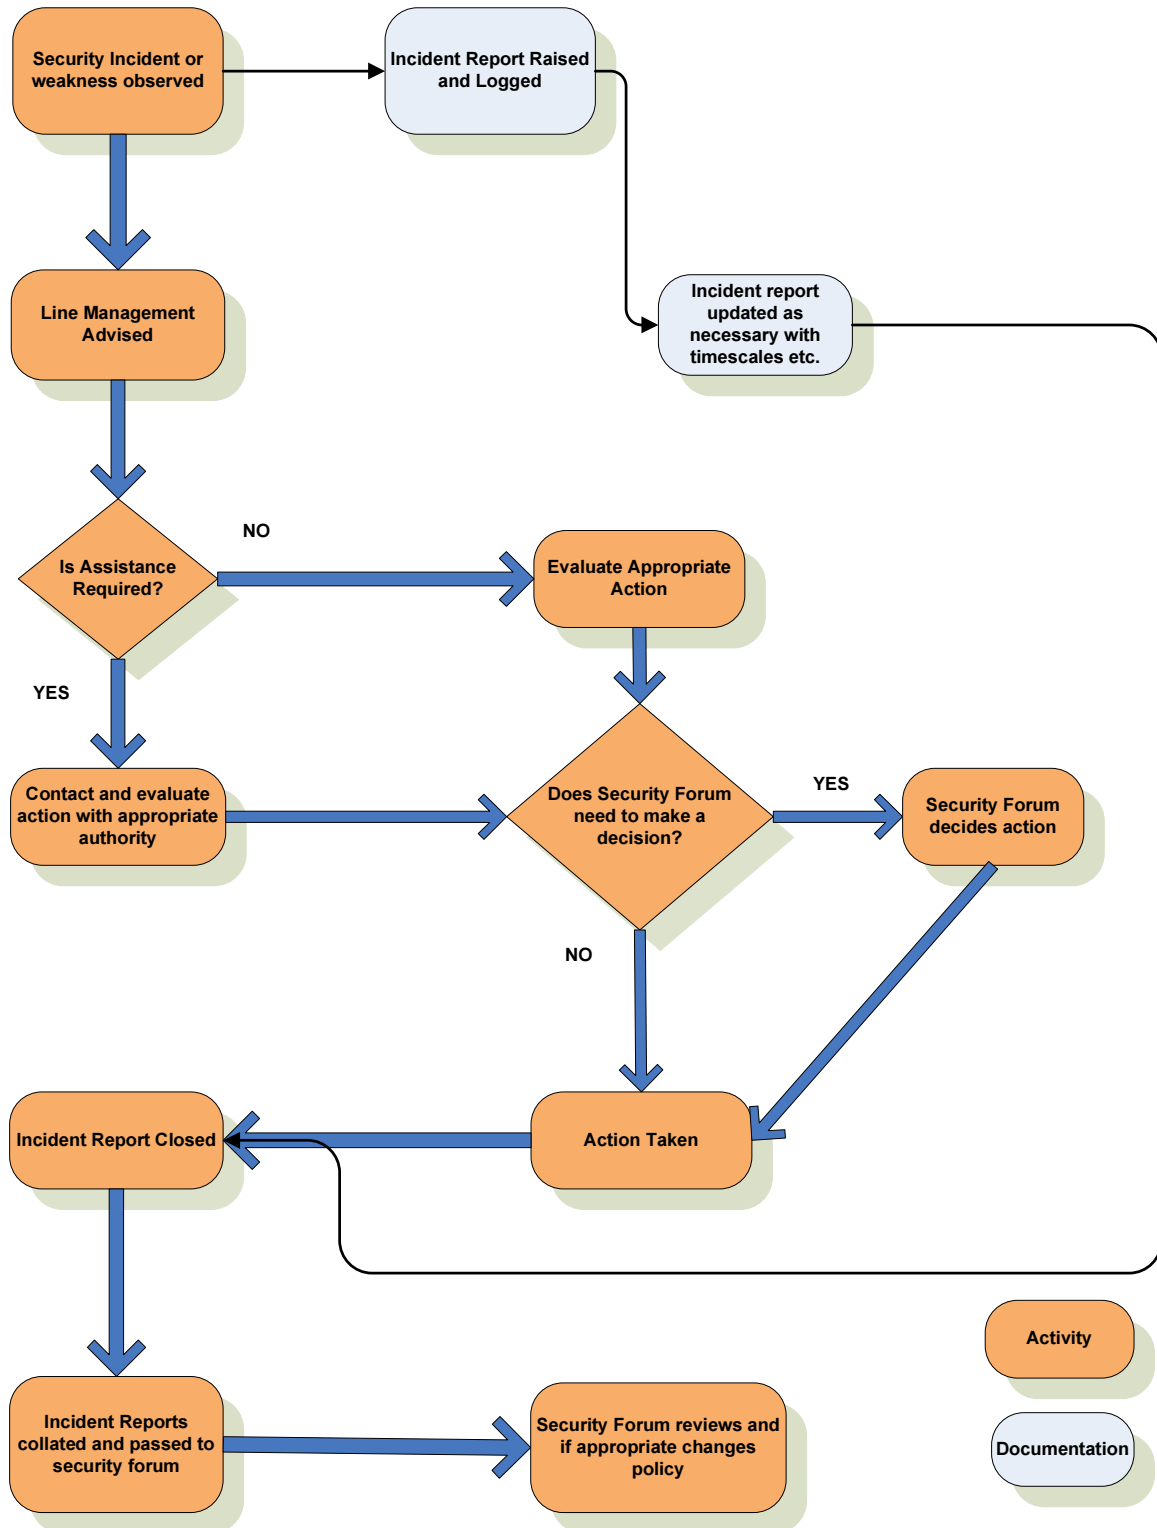 Security Incident or
weakness observed
Incident Report Raised
and Logged
Line Management
Advised
Incident report
updated as
necessary with
timescales etc.
Is Assistance
Required?
NO
Evaluate Appropriate
Action
YES
Contact and evaluate
action with appropriate
authority
Does Security Forum
need to make a
decision?
YES
Security Forum
decides action
NO
Incident Report Closed
Action Taken
Activity
Incident Reports
collated and passed to
security forum
Security Forum reviews and
if appropriate changes
policy
Documentation